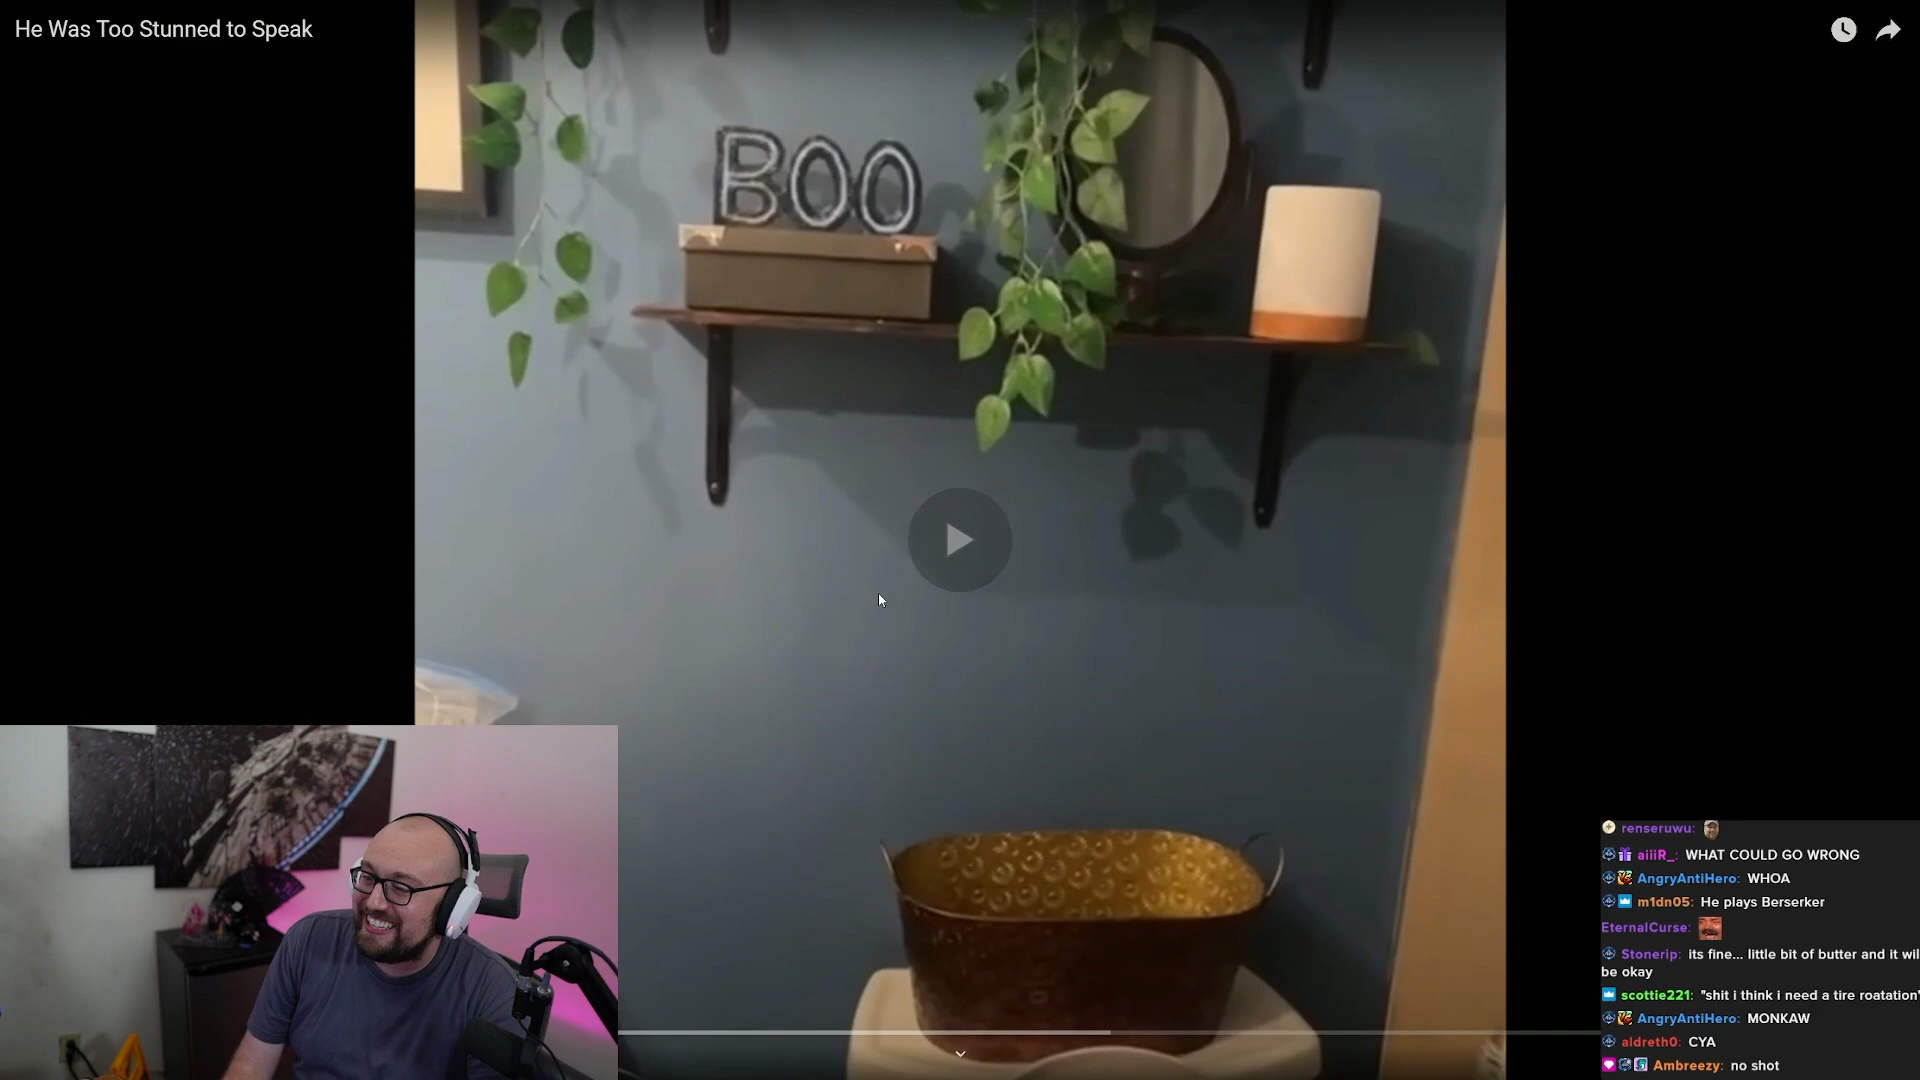 He Was Too Stunned to Speak
BOO
renseruwu:
aiiiR_: WHAT COULD GO WRONG
AngryAntiHero: WHOA
m1dn05: He plays Berserker
EternalCurse:
Stonerip: its fine... little bit of butter and it wil
be okay
scottie221: "shit i think i need a tire roatation"
AngryAntiHero: MONKAW
aldreth0: CYA
Ambreezy: no shot